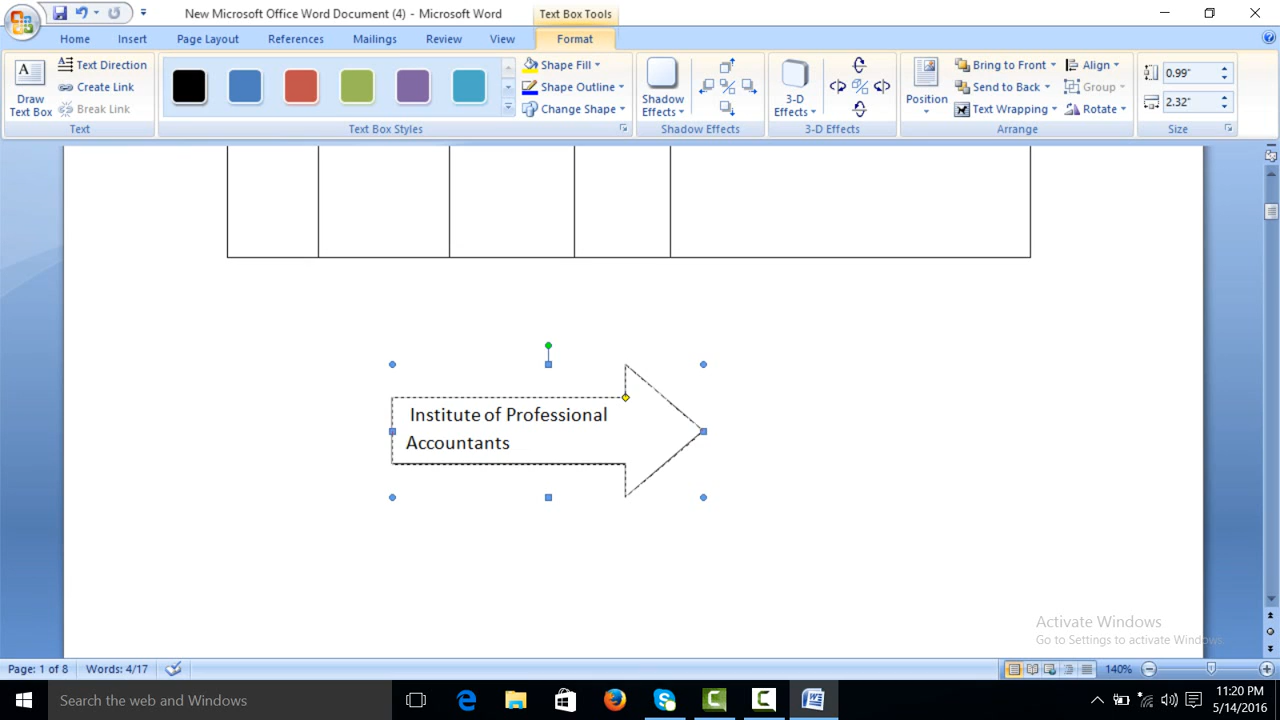 New Microsoft Office Word Document (4) - Microsoft Word
Text Box Tools
Home
Insert
Page Layout
References
Mailings
Review
View
Format
Draw
Text Box
Text Direction
Create Link
Break Link
Text
Shape Fill
Shape Outline
Change Shape
Text Box Styles
Shadow
Effects
Shadow Effects
3-D
Effects
3-D Effects
Position
Bring to Front
Send to Back
Text Wrapping
Align
Group
Rotate
Arrange
0.99"
2.32"
Size
Institute of Professional
Accountants
Activate Windows
Go to Settings to activate Windows.
Page: 1 of 8
Words: 4/17
140%
Search the web and Windows
11:20 PM
5/14/2016